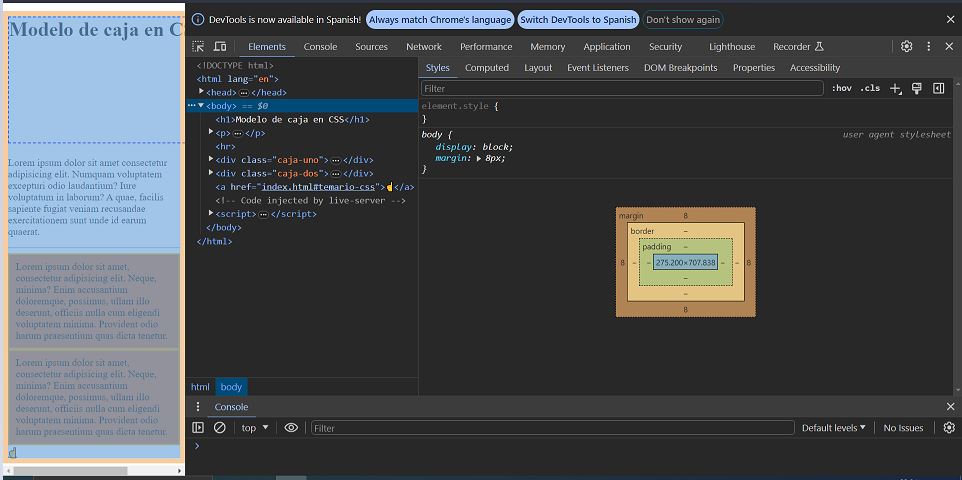 Modelo de caja en C
Lorem ipsum dolor sit amet consectetur
adipisicing elit. Numquam voluptatem
excepturi odio laudantium? Iure
voluptatum in laborum? A quae, facilis
sapiente fugiat veniam recusandae
exercitationem sunt unde id earum
quaerat.
Lorem ipsum dolor sit amet,
consectetur adipisicing elit. Neque,
minima? Enim accusantium
doloremque, possimus, ullam illo
deserunt, officiis nulla cum eligendi
voluptatem minima. Provident odio
harum praesentium quas dicta tenetur.
Lorem ipsum dolor sit amet,
consectetur adipisicing elit. Neque,
minima? Enim accusantium
doloremque, possimus, ullam illo
deserunt, officiis nulla cum eligendi
voluptatem minima. Provident odio
harum praesentium quas dicta tenetur.
DevTools is now available in Spanish! Always match Chrome's language Switch DevTools to Spanish Don't show again
Elements Console Sources Network Performance Memory Application Security Lighthouse Recorder
<!DOCTYPE html>
<html lang="en">
<head> ⋯ </head>
<body> == $0
<h1>Modelo de caja en CSS</h1>
<p> ⋯ </p>
<hr>
<div class="caja-uno"> ⋯ </div>
<div class="caja-dos"> ⋯ </div>
<a href="index.html#temario-css">☝</a>
<!-- Code injected by live-server -->
<script> ⋯ </script>
</body>
</html>
html body
Styles Computed Layout Event Listeners DOM Breakpoints Properties Accessibility
Filter :hov .cls
element.style {
}
body { user agent stylesheet
display: block;
margin: ▶ 8px;
}
margin 8
border –
padding –
8 – – 275.200×707.838 – – 8
–
–
8
Console
top Filter Default levels No Issues